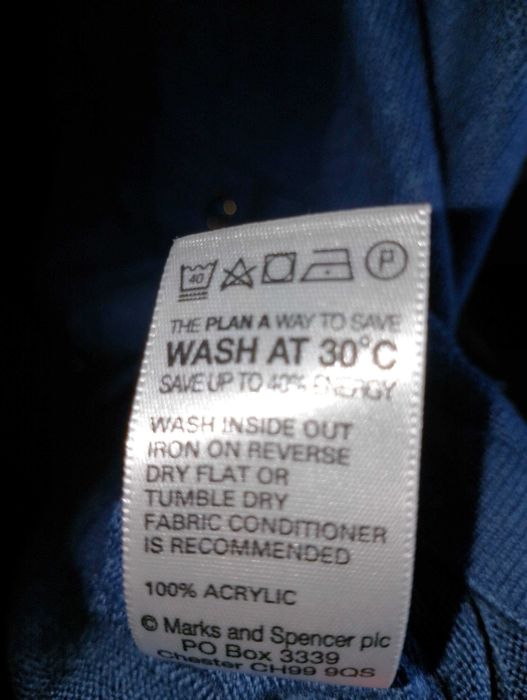 40 P
THE PLAN A WAY TO SAVE
WASH AT 30°C
SAVE UP TO 40% ENERGY
WASH INSIDE OUT
IRON ON REVERSE
DRY FLAT OR
TUMBLE DRY
FABRIC CONDITIONER
IS RECOMMENDED
100% ACRYLIC
© Marks and Spencer plc
PO Box 3339
Chester CH99 9QS